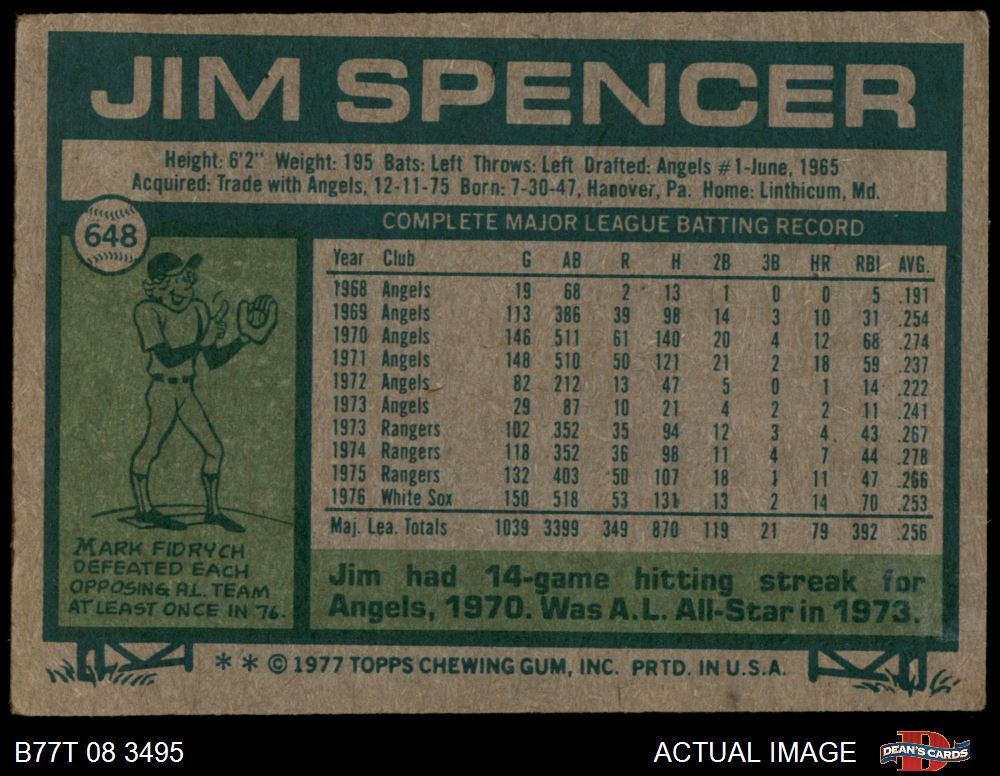 JIM SPENCER
Height: 6'2" Weight: 195 Bats: Left Throws: Left Drafted: Angels #1-June, 1965
Acquired: Trade with Angels, 12-11-75 Born: 7-30-47, Hanover, Pa. Home: Linthicum, Md.
648
COMPLETE MAJOR LEAGUE BATTING RECORD
Year Club G AB R H 2B 3B HR RBI AVG.
1968 Angels 19 68 2 13 1 0 0 5 .191
1969 Angels 113 386 39 98 14 3 10 31 .254
1970 Angels 146 511 61 140 20 4 12 68 .274
1971 Angels 148 510 50 121 21 2 18 59 .237
1972 Angels 82 212 13 47 5 0 1 14 .222
1973 Angels 29 87 10 21 4 2 2 11 .241
1973 Rangers 102 352 35 94 12 3 4 43 .267
1974 Rangers 118 352 36 98 11 4 7 44 .278
1975 Rangers 132 403 50 107 18 1 11 47 .266
1976 White Sox 150 518 53 131 13 2 14 70 .253
Maj. Lea. Totals 1039 3399 349 870 119 21 79 392 .256
MARK FIDRYCH
DEFEATED EACH
OPPOSING A.L. TEAM
AT LEAST ONCE IN '76.
Jim had 14-game hitting streak for
Angels, 1970. Was A.L. All-Star in 1973.
* * © 1977 TOPPS CHEWING GUM, INC. PRTD. IN U.S.A.
B77T 08 3495
ACTUAL IMAGE
DEAN'S CARDS